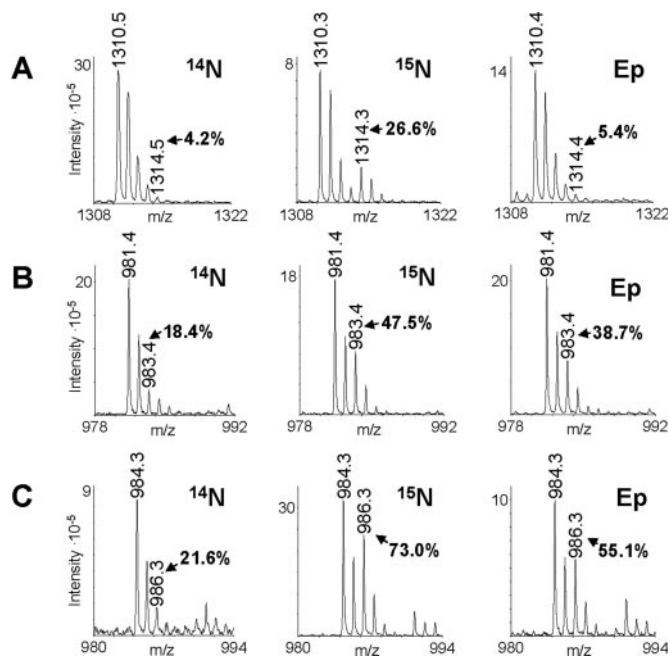 A
14N
15N
Ep
Intensity ·10-5
30
1310.5
4.2%
1314.5
1308 m/z 1322
8
1310.3
26.6%
1314.3
1308 m/z 1322
14
1310.4
5.4%
1314.4
1308 m/z 1322
B
14N
15N
Ep
Intensity ·10-5
20
981.4
18.4%
983.4
978 m/z 992
18
981.4
47.5%
983.4
978 m/z 992
20
981.4
38.7%
983.4
978 m/z 992
C
14N
15N
Ep
Intensity ·10-5
9
984.3
21.6%
986.3
980 m/z 994
30
984.3
73.0%
986.3
980 m/z 994
10
984.3
55.1%
986.3
980 m/z 994